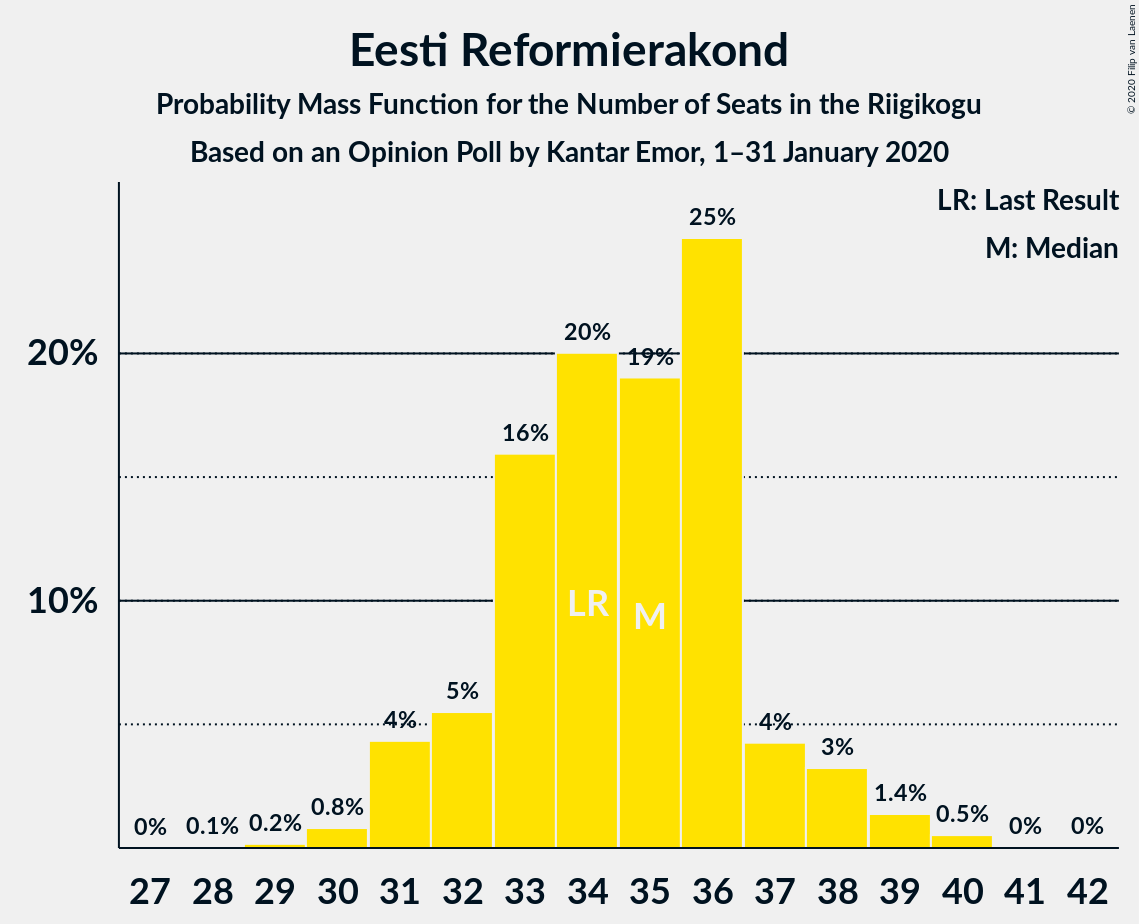 Eesti Reformierakond
Probability Mass Function for the Number of Seats in the Riigikogu
Based on an Opinion Poll by Kantar Emor, 1–31 January 2020
© 2020 Filip van Laenen
LR: Last Result
M: Median
25%
20%
19%
20%
16%
10%
LR
M
5%
4%
4%
3%
1.4%
0.8%
0.5%
0.2%
0.1%
0%
0%
0%
27 28 29 30 31 32 33 34 35 36 37 38 39 40 41 42